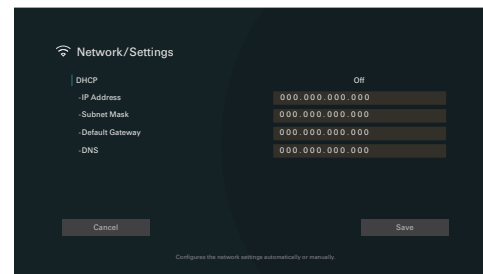 Network/Settings
DHCP Off
-IP Address 000.000.000.000
-Subnet Mask 000.000.000.000
-Default Gateway 000.000.000.000
-DNS 000.000.000.000
Cancel Save
Configures the network settings automatically or manually.